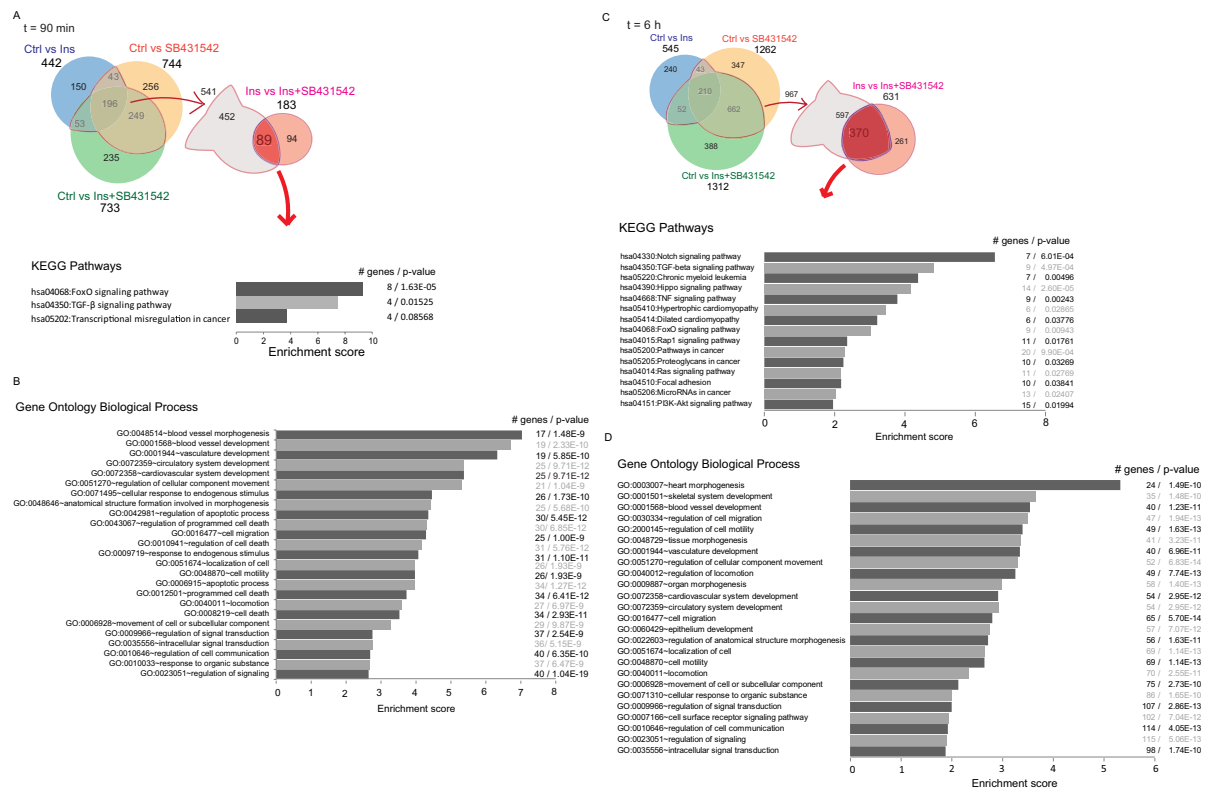 A
t = 90 min
Ctrl vs Ins
442
Ctrl vs SB431542
744
43
150
256
196
249
53
235
Ctrl vs Ins+SB431542
733
541
452
Ins vs Ins+SB431542
183
89
94
KEGG Pathways
# genes / p-value
hsa04068:FoxO signaling pathway 8 / 1.63E-05
hsa04350:TGF-β signaling pathway 4 / 0.01525
hsa05202:Transcriptional misregulation in cancer 4 / 0.08568
0 2 4 6 8 10
Enrichment score
B
Gene Ontology Biological Process
# genes / p-value
GO:0048514~blood vessel morphogenesis 17 / 1.48E-9
GO:0001568~blood vessel development 19 / 2.33E-10
GO:0001944~vasculature development 19 / 5.85E-10
GO:0072359~circulatory system development 25 / 9.71E-12
GO:0072358~cardiovascular system development 25 / 9.71E-12
GO:0051270~regulation of cellular component movement 21 / 1.04E-9
GO:0071495~cellular response to endogenous stimulus 26 / 1.73E-10
GO:0048646~anatomical structure formation involved in morphogenesis 25 / 5.68E-10
GO:0042981~regulation of apoptotic process 30/ 5.45E-12
GO:0043067~regulation of programmed cell death 30/ 6.85E-12
GO:0016477~cell migration 25 / 1.00E-9
GO:0010941~regulation of cell death 31 / 5.76E-12
GO:0009719~response to endogenous stimulus 31 / 1.10E-11
GO:0051674~localization of cell 26 /1.93E-9
GO:0048870~cell motility 26/ 1.93E-9
GO:0006915~apoptotic process 34/ 1.27E-12
GO:0012501~programmed cell death 34 / 6.41E-12
GO:0040011~locomotion 27 / 6.97E-9
GO:0008219~cell death 34 / 2.93E-11
GO:0006928~movement of cell or subcellular component 29 / 9.87E-9
GO:0009966~regulation of signal transduction 37 / 2.54E-9
GO:0035556~intracellular signal transduction 36/ 5.15E-9
GO:0010646~regulation of cell communication 40 / 6.35E-10
GO:0010033~response to organic substance 37 / 6.47E-9
GO:0023051~regulation of signaling 40 / 1.04E-19
0 1 2 3 4 5 6 7 8
Enrichment score
C
t = 6 h
Ctrl vs Ins
545
Ctrl vs SB431542
1262
240
43
347
210
52
662
388
Ctrl vs Ins+SB431542
1312
967
597
Ins vs Ins+SB431542
631
370
261
KEGG Pathways
# genes / p-value
hsa04330:Notch signaling pathway 7 / 6.01E-04
hsa04350:TGF-beta signaling pathway 9 / 4.97E-04
hsa05220:Chronic myeloid leukemia 7 / 0.00496
hsa04390:Hippo signaling pathway 14 / 2.60E-05
hsa04668:TNF signaling pathway 9 / 0.00243
hsa05410:Hypertrophic cardiomyopathy 6 / 0.02865
hsa05414:Dilated cardiomyopathy 6 / 0.03776
hsa04068:FoxO signaling pathway 9 / 0.00943
hsa04015:Rap1 signaling pathway 11 / 0.01761
hsa05200:Pathways in cancer 20 / 9.90E-04
hsa05205:Proteoglycans in cancer 10 / 0.03269
hsa04014:Ras signaling pathway 11 / 0.02769
hsa04510:Focal adhesion 10 / 0.03841
hsa05206:MicroRNAs in cancer 13 / 0.02407
hsa04151:PI3K-Akt signaling pathway 15 / 0.01994
0 2 4 6 8
Enrichment score
D
Gene Ontology Biological Process
# genes / p-value
GO:0003007~heart morphogenesis 24 / 1.49E-10
GO:0001501~skeletal system development 35 / 1.48E-10
GO:0001568~blood vessel development 40 / 1.23E-11
GO:0030334~regulation of cell migration 47 / 1.94E-13
GO:2000145~regulation of cell motility 49 / 1.63E-13
GO:0048729~tissue morphogenesis 41 / 3.23E-11
GO:0001944~vasculature development 40 / 6.96E-11
GO:0051270~regulation of cellular component movement 52 / 6.83E-14
GO:0040012~regulation of locomotion 49 / 7.74E-13
GO:0009887~organ morphogenesis 58 / 1.40E-13
GO:0072358~cardiovascular system development 54 / 2.95E-12
GO:0072359~circulatory system development 54 / 2.95E-12
GO:0016477~cell migration 65 / 5.70E-14
GO:0060429~epithelium development 57 / 7.07E-12
GO:0022603~regulation of anatomical structure morphogenesis 56 / 1.63E-11
GO:0051674~localization of cell 69 / 1.14E-13
GO:0048870~cell motility 69 / 1.14E-13
GO:0040011~locomotion 70 / 2.55E-11
GO:0006928~movement of cell or subcellular component 75 / 2.73E-10
GO:0071310~cellular response to organic substance 86 / 1.65E-10
GO:0009966~regulation of signal transduction 107 / 2.86E-13
GO:0007166~cell surface receptor signaling pathway 102 / 7.04E-12
GO:0010646~regulation of cell communication 114 / 4.05E-13
GO:0023051~regulation of signaling 115 / 5.06E-13
GO:0035556~intracellular signal transduction 98 / 1.74E-10
0 1 2 3 4 5 6
Enrichment score